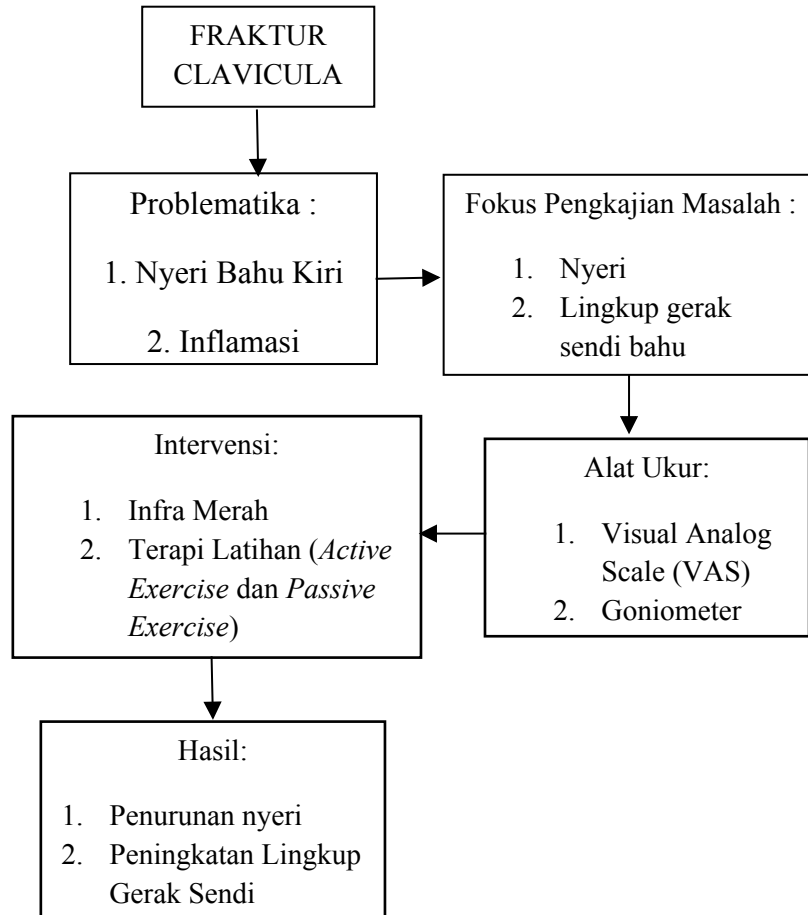 FRAKTUR
CLAVICULA
Problematika :
1. Nyeri Bahu Kiri
2. Inflamasi
Fokus Pengkajian Masalah :
1. Nyeri
2. Lingkup gerak
sendi bahu
Alat Ukur:
1. Visual Analog
Scale (VAS)
2. Goniometer
Intervensi:
1. Infra Merah
2. Terapi Latihan (Active
Exercise dan Passive
Exercise)
Hasil:
1. Penurunan nyeri
2. Peningkatan Lingkup
Gerak Sendi